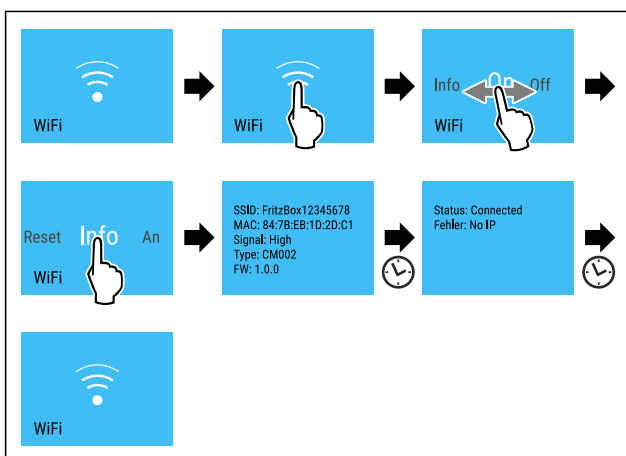 WiFi
WiFi
Info On Off
WiFi
Reset Info An
WiFi
SSID: FritzBox12345678
MAC: 84:7B:EB:1D:2D:C1
Signal: High
Type: CM002
FW: 1.0.0
Status: Connected
Fehler: No IP
WiFi